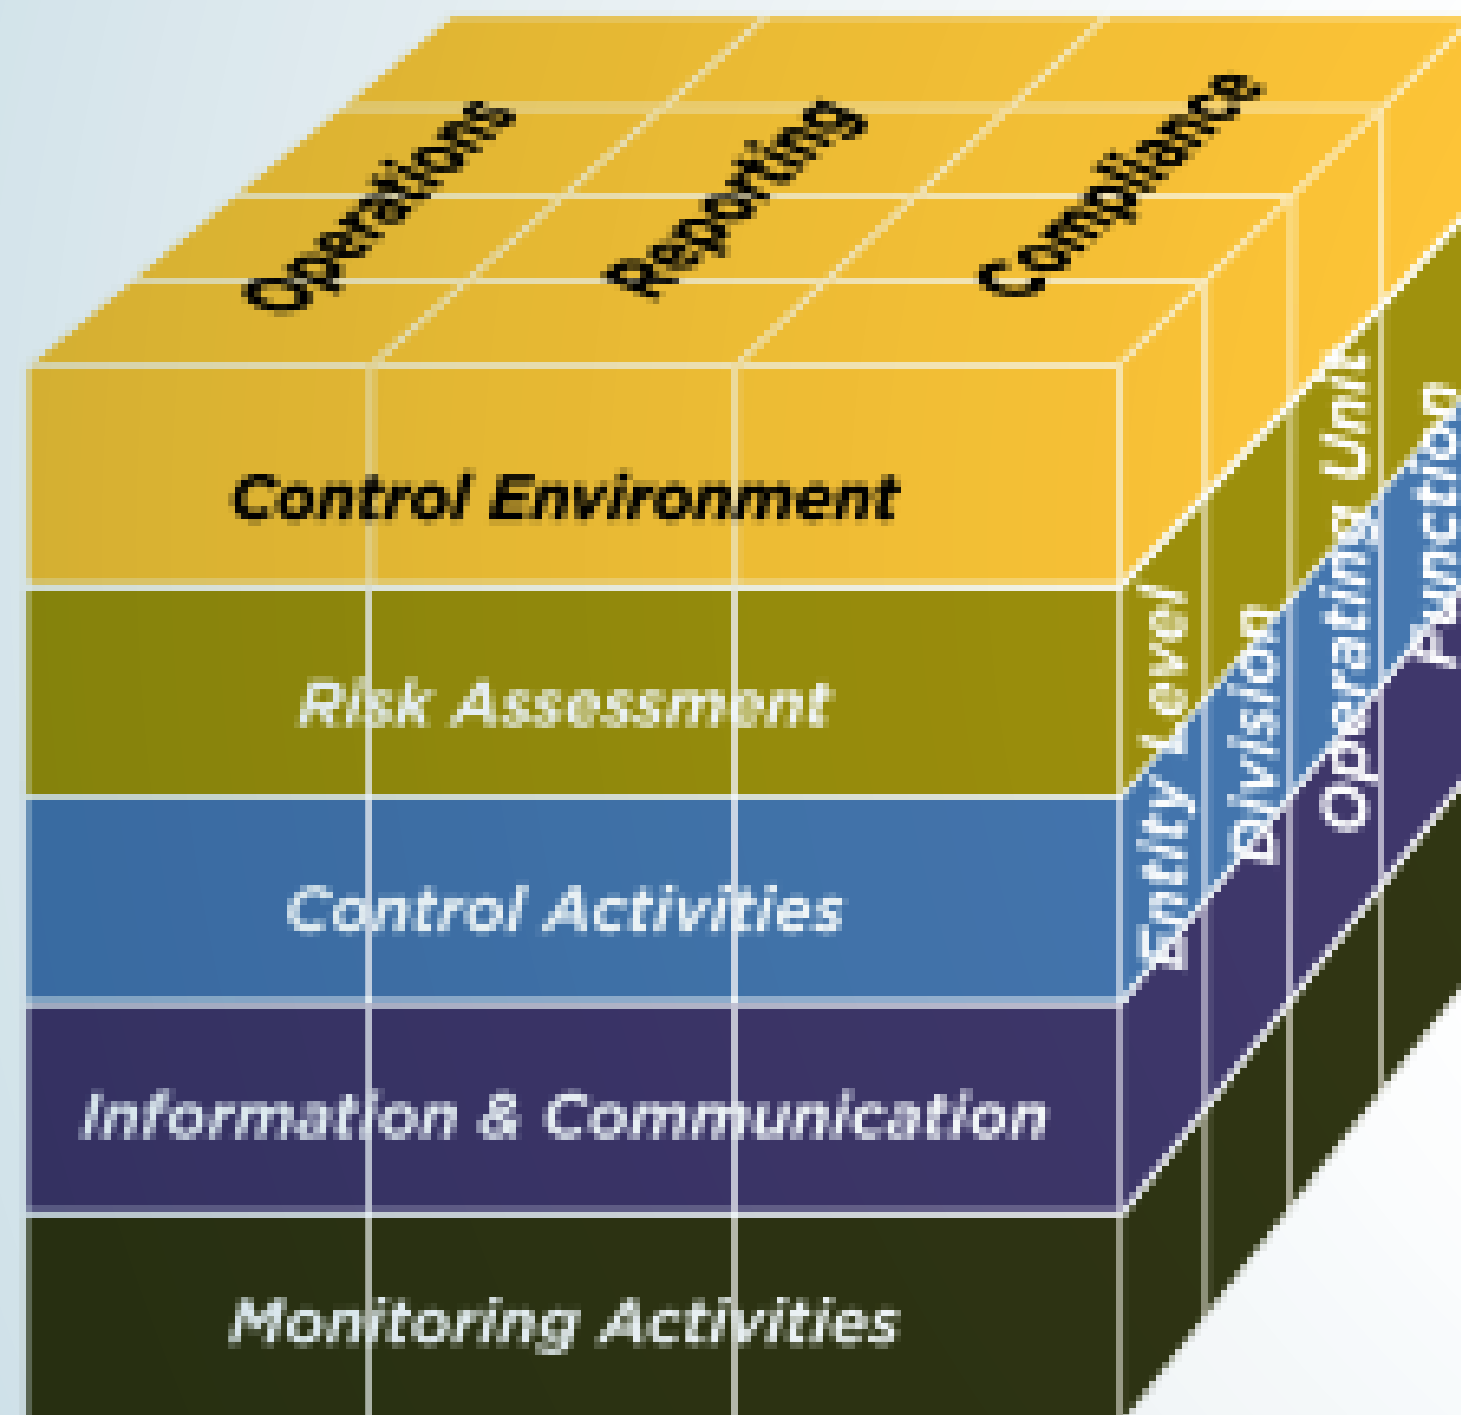 Operations
Reporting
Compliance
Control Environment
Risk Assessment
Control Activities
Information & Communication
Monitoring Activities
Entity Level
Division
Operating Unit
Function